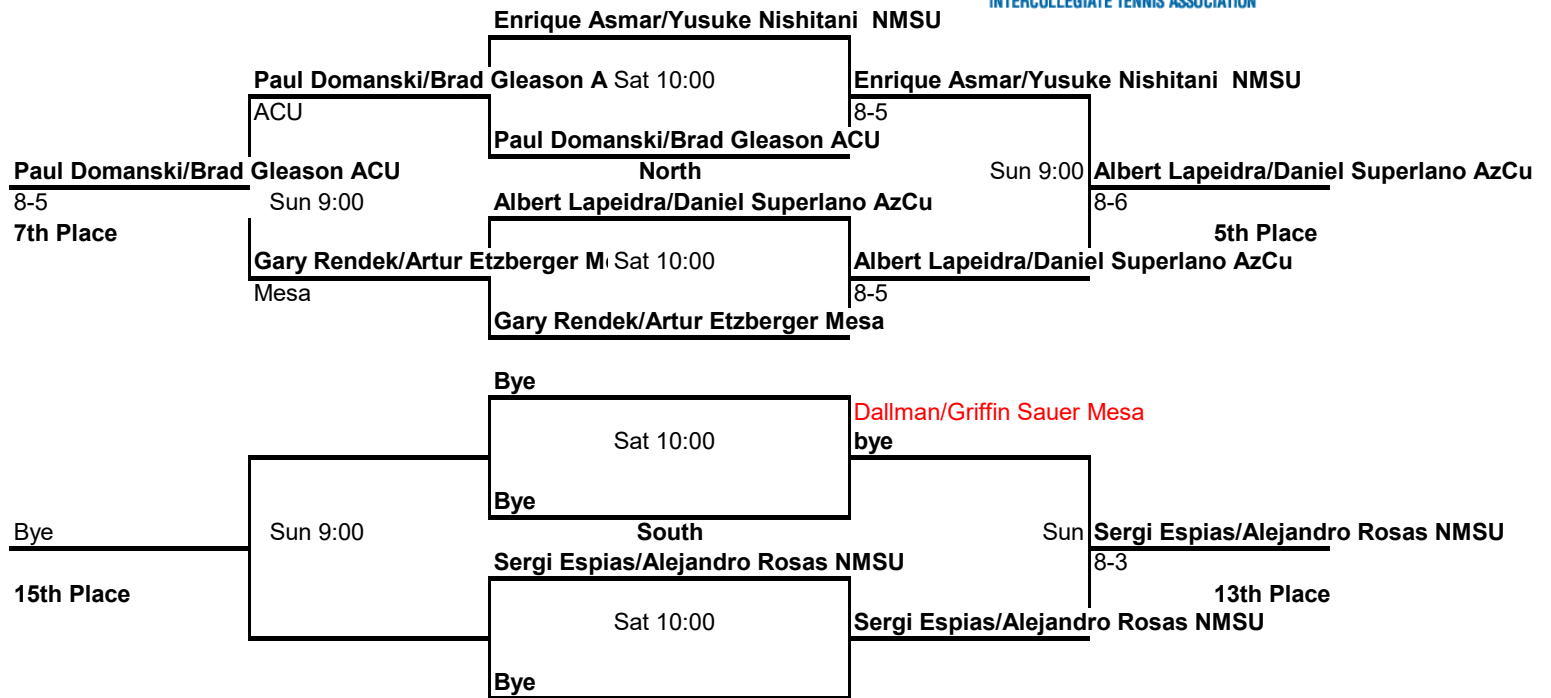 INTERCOLLEGIATE TENNIS ASSOCIATION
Enrique Asmar/Yusuke Nishitani  NMSU
Paul Domanski/Brad Gleason A Sat 10:00 Enrique Asmar/Yusuke Nishitani  NMSU
ACU 8-5
Paul Domanski/Brad Gleason ACU
Paul Domanski/Brad Gleason ACU North Sun 9:00 Albert Lapeidra/Daniel Superlano AzCu
8-5 Sun 9:00 Albert Lapeidra/Daniel Superlano AzCu 8-6
7th Place 5th Place
Gary Rendek/Artur Etzberger M Sat 10:00 Albert Lapeidra/Daniel Superlano AzCu
Mesa 8-5
Gary Rendek/Artur Etzberger Mesa
Bye
Dallman/Griffin Sauer Mesa
Sat 10:00 bye
Bye
Bye Sun 9:00 South Sun Sergi Espias/Alejandro Rosas NMSU
Sergi Espias/Alejandro Rosas NMSU 8-3
15th Place 13th Place
Sat 10:00 Sergi Espias/Alejandro Rosas NMSU
Bye